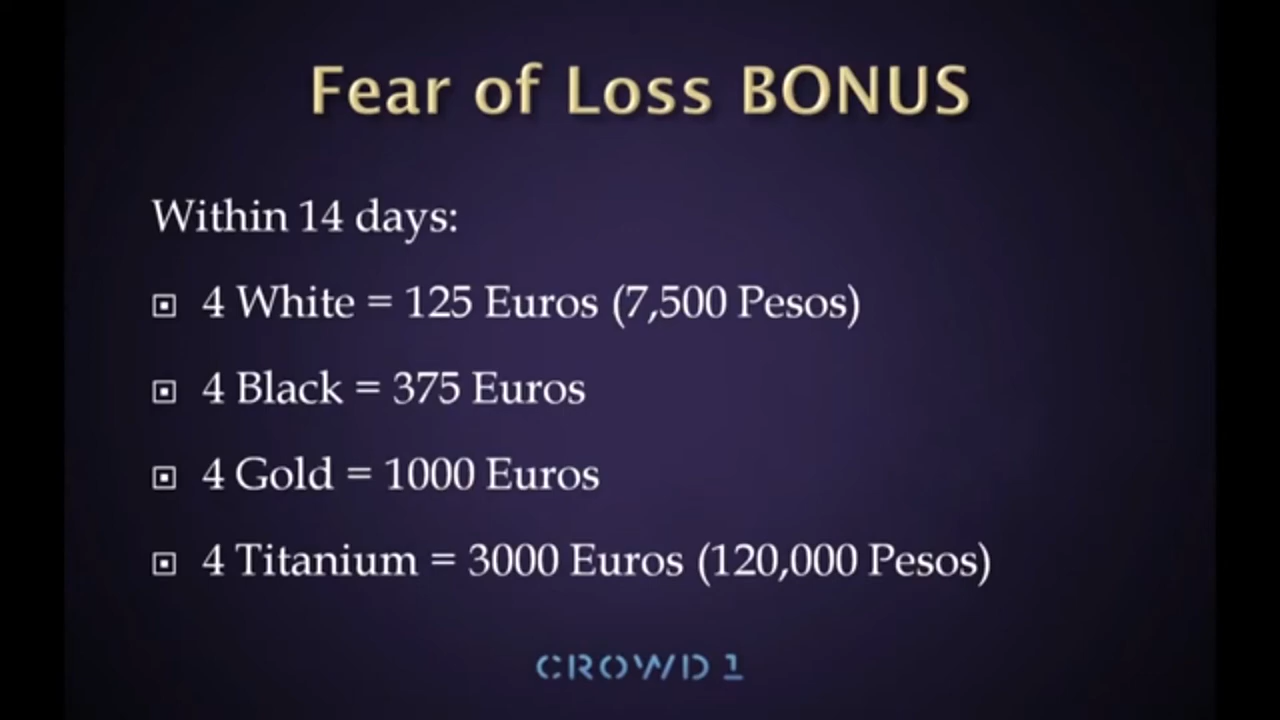 Fear of Loss BONUS
Within 14 days:
4 White = 125 Euros (7,500 Pesos)
4 Black = 375 Euros
4 Gold = 1000 Euros
4 Titanium = 3000 Euros (120,000 Pesos)
CROWD 1